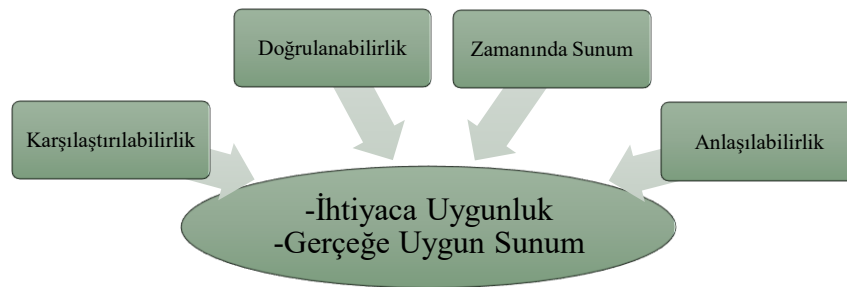 Doğrulanabilirlik
Zamanında Sunum
Karşılaştırılabilirlik
Anlaşılabilirlik
-İhtiyaca Uygunluk
-Gerçeğe Uygun Sunum